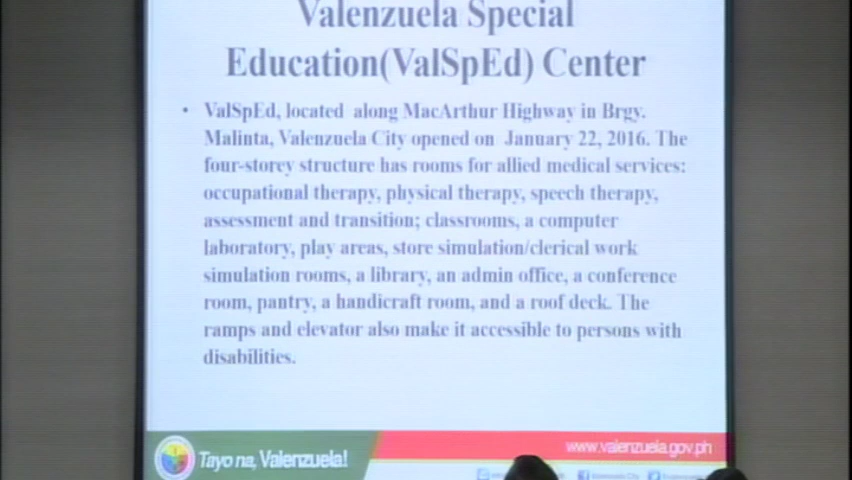 Valenzuela Special
Education(ValSpEd) Center
• ValSpEd, located along MacArthur Highway in Brgy.
Malinta, Valenzuela City opened on January 22, 2016. The
four-storey structure has rooms for allied medical services:
occupational therapy, physical therapy, speech therapy,
assessment and transition; classrooms, a computer
laboratory, play areas, store simulation/clerical work
simulation rooms, a library, an admin office, a conference
room, pantry, a handicraft room, and a roof deck. The
ramps and elevator also make it accessible to persons with
disabilities.
www.valenzuela.gov.ph
Tayo na, Valenzuela!